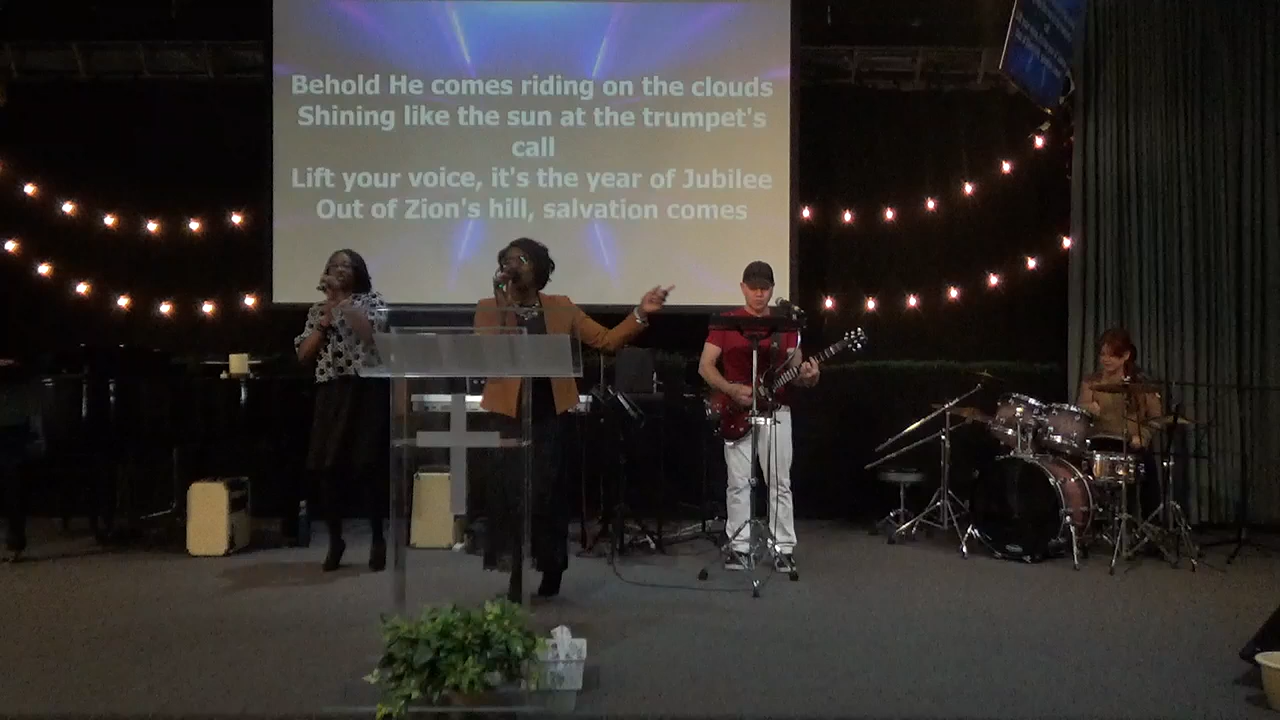 Behold He comes riding on the clouds
Shining like the sun at the trumpet's
call
Lift your voice, it's the year of Jubilee
Out of Zion's hill, salvation comes